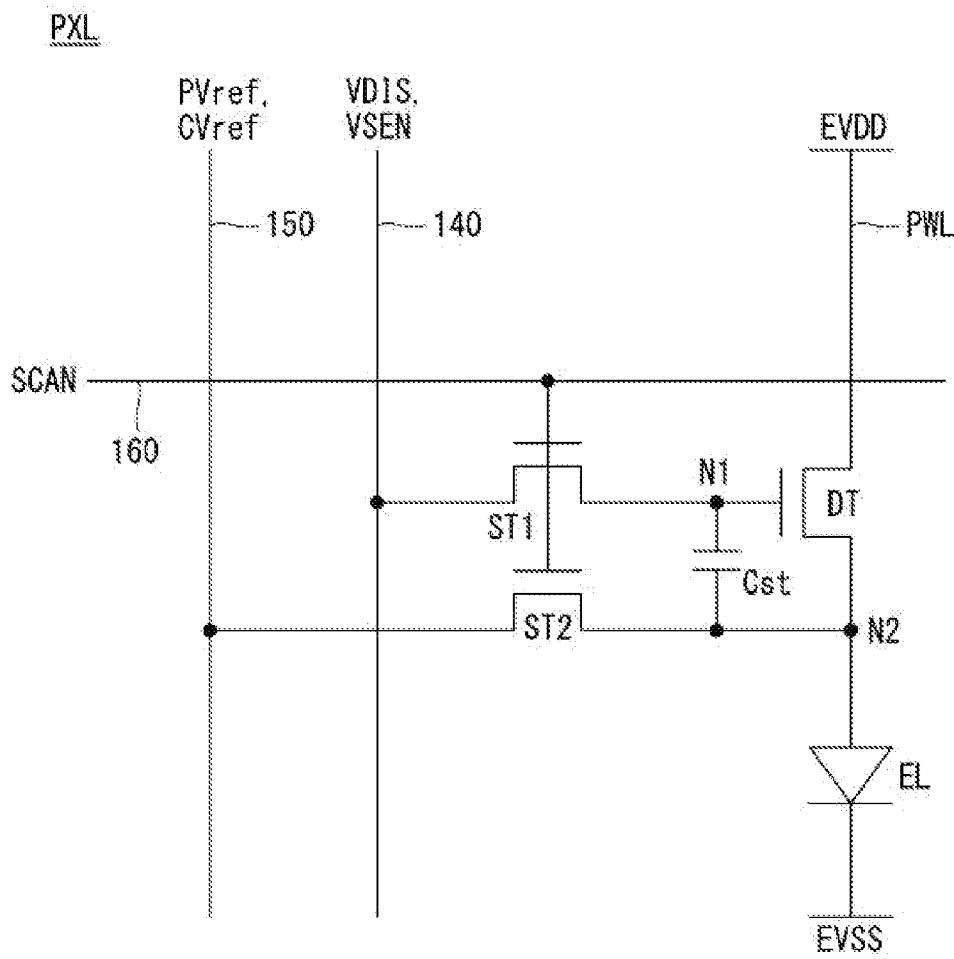 PXL
PVref,
CVref
VDIS,
VSEN
EVDD
150
140
PWL
SCAN
160
N1
DT
ST1
Cst
ST2
N2
EL
EVSS